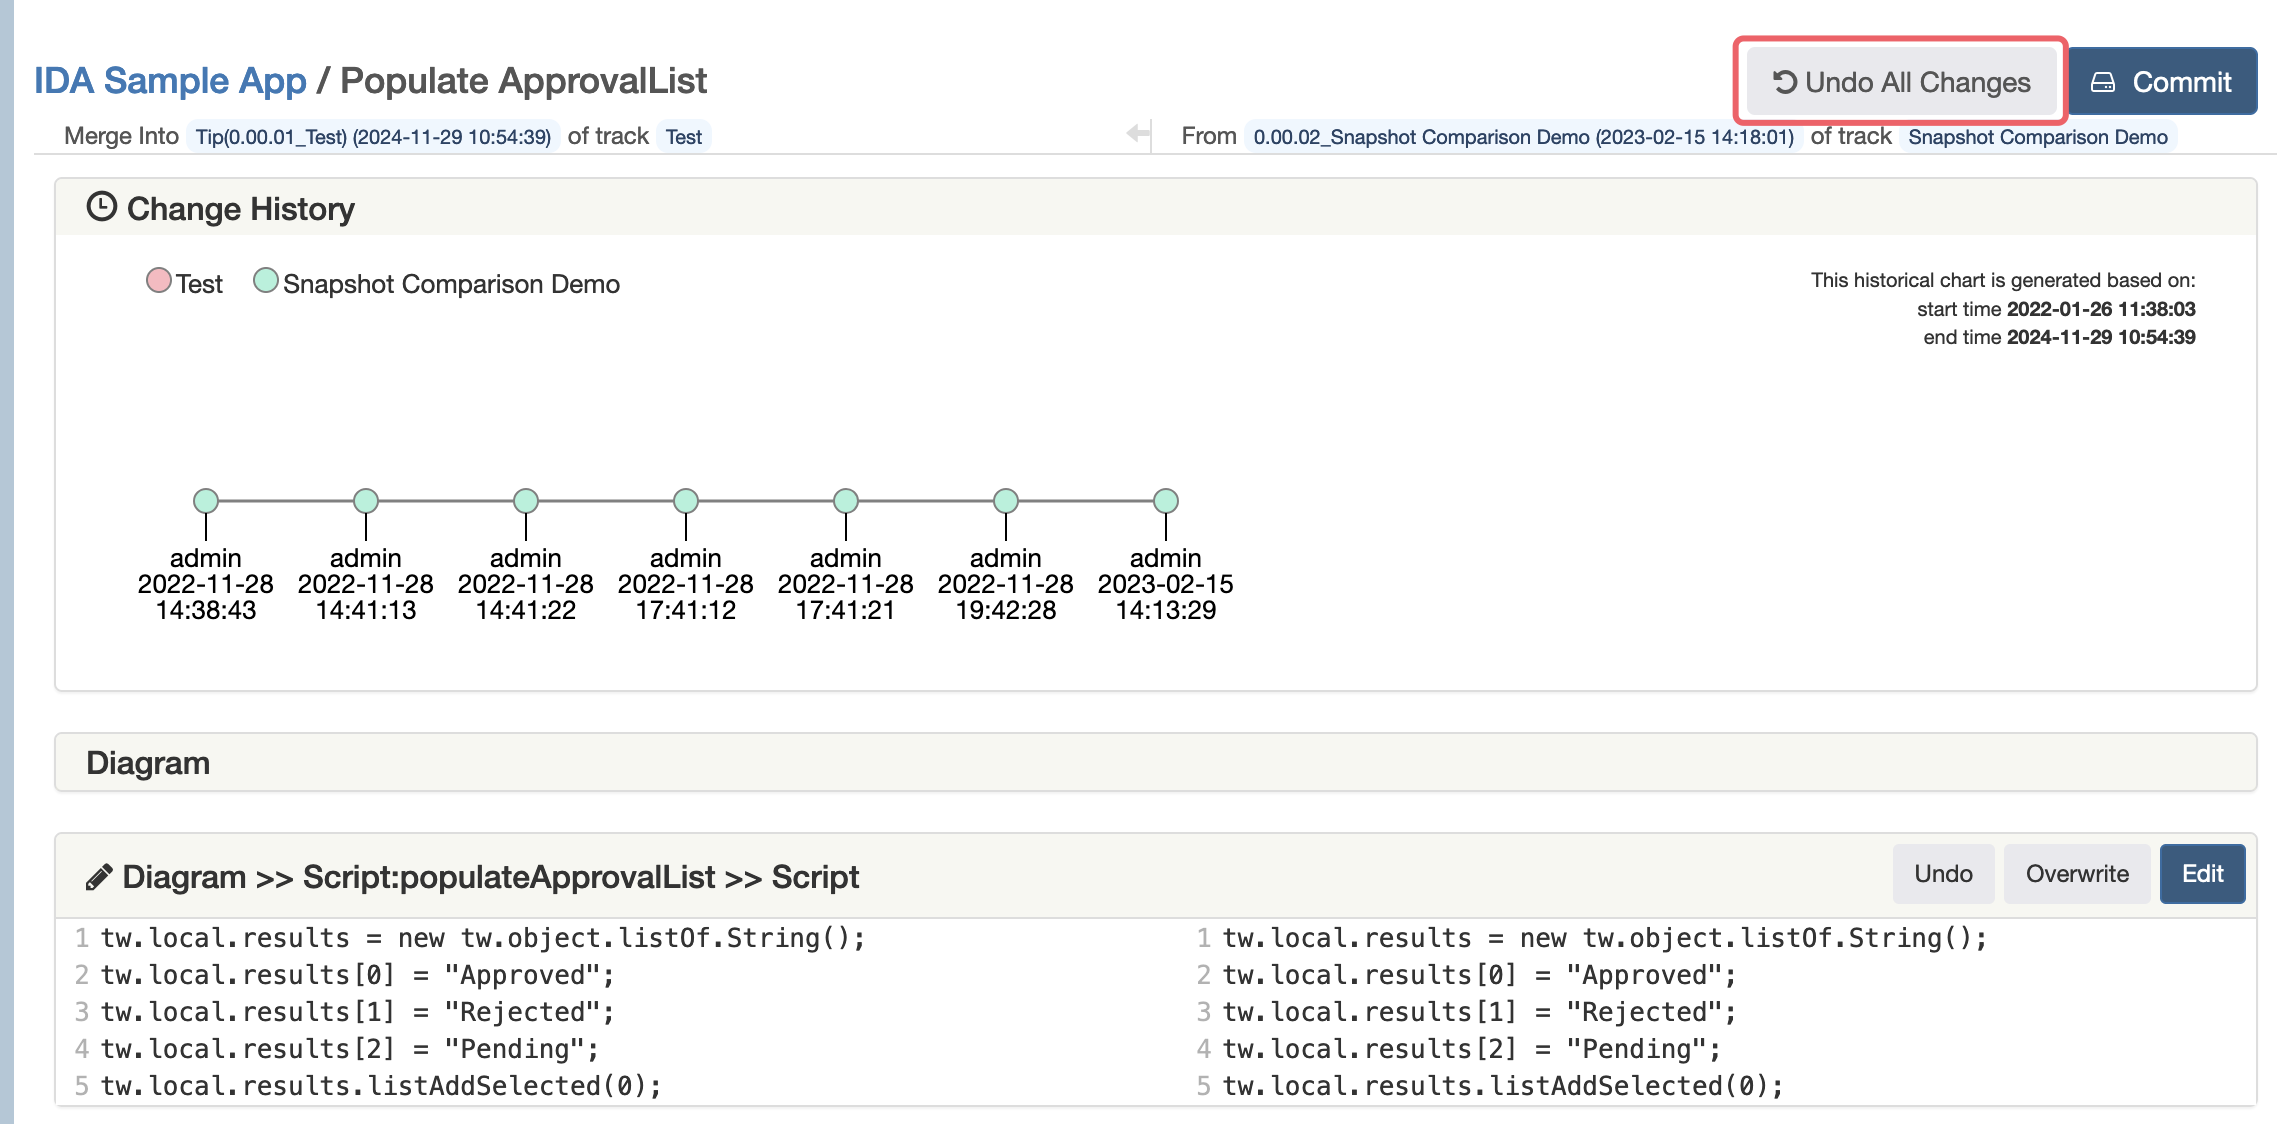 IDA Sample App / Populate ApprovalList
Undo All Changes
Commit
Merge Into Tip(0.00.01_Test) (2024-11-29 10:54:39) of track Test
From 0.00.02_Snapshot Comparison Demo (2023-02-15 14:18:01) of track Snapshot Comparison Demo
Change History
Test
Snapshot Comparison Demo
This historical chart is generated based on:
start time 2022-01-26 11:38:03
end time 2024-11-29 10:54:39
admin
2022-11-28
14:38:43
admin
2022-11-28
14:41:13
admin
2022-11-28
14:41:22
admin
2022-11-28
17:41:12
admin
2022-11-28
17:41:21
admin
2022-11-28
19:42:28
admin
2023-02-15
14:13:29
Diagram
Diagram >> Script:populateApprovalList >> Script
Undo
Overwrite
Edit
1 tw.local.results = new tw.object.listOf.String();
2 tw.local.results[0] = "Approved";
3 tw.local.results[1] = "Rejected";
4 tw.local.results[2] = "Pending";
5 tw.local.results.listAddSelected(0);
1 tw.local.results = new tw.object.listOf.String();
2 tw.local.results[0] = "Approved";
3 tw.local.results[1] = "Rejected";
4 tw.local.results[2] = "Pending";
5 tw.local.results.listAddSelected(0);